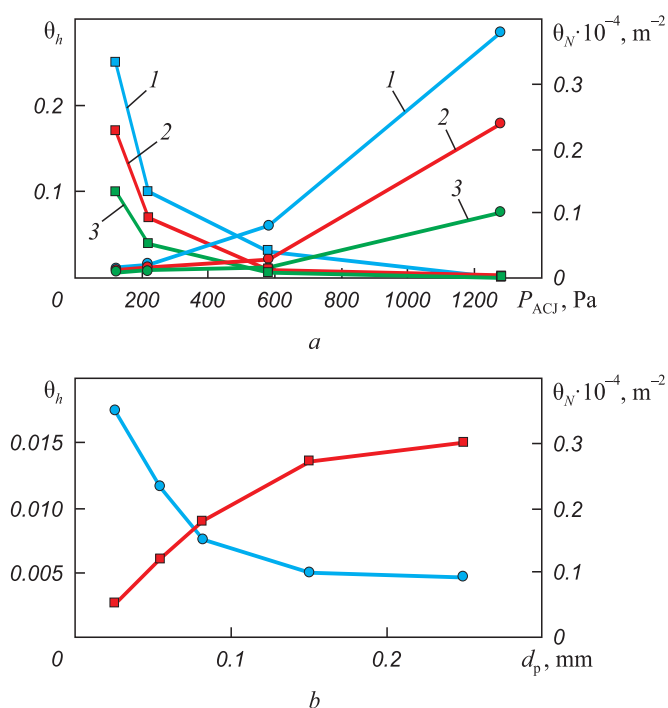 θh θN·10–4, m–2
1 1
0.2 2 2 0.3
0.2
0.1 3 3 0.1
0 200 400 600 800 1000 1200 PACJ, Pa 0
a
θh θN·10–4, m–2
0.015 0.3
0.010 0.2
0.005 0.1
0 0.1 0.2 dp, mm 0
b